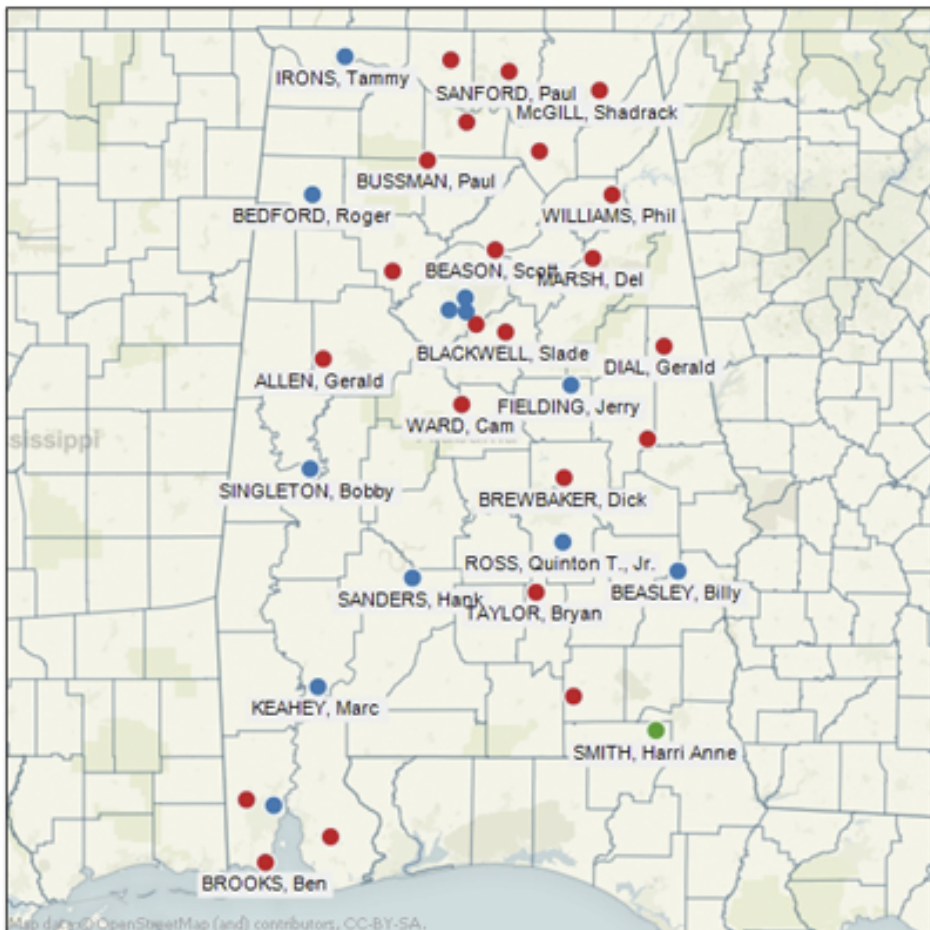 IRONS, Tammy
SANFORD, Paul
McGILL, Shadrack
BUSSMAN, Paul
BEDFORD, Roger
WILLIAMS, Phil
BEASON, Scott
MARSH, Del
BLACKWELL, Slade
DIAL, Gerald
ALLEN, Gerald
FIELDING, Jerry
WARD, Cam
sissippi
SINGLETON, Bobby
BREWBAKER, Dick
ROSS, Quinton T., Jr.
BEASLEY, Billy
SANDERS, Hank
TAYLOR, Bryan
KEAHEY, Marc
SMITH, Harri Anne
BROOKS, Ben
Map data © OpenStreetMap (and) contributors, CC-BY-SA.